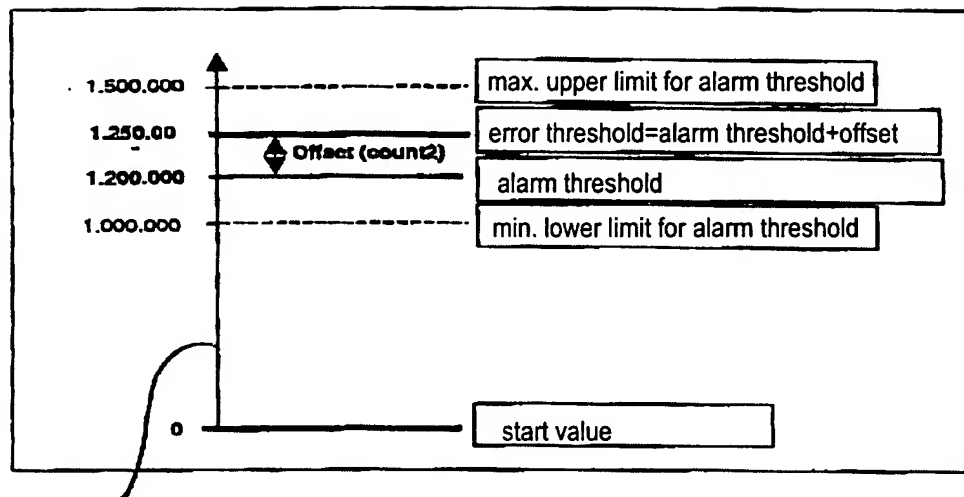 1.500.000 max. upper limit for alarm threshold
1.250.00 error threshold=alarm threshold+offset
Offset (count2)
1.200.000 alarm threshold
1.000.000 min. lower limit for alarm threshold
0 start value